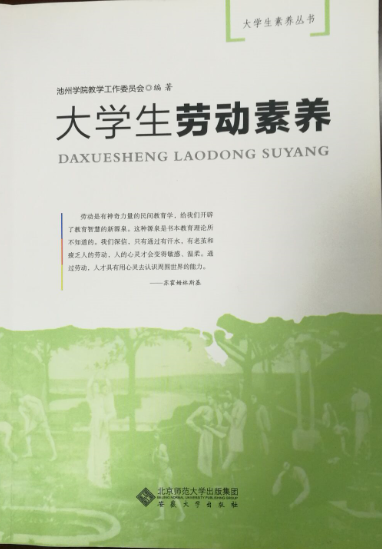 大学生素养丛书
池州学院教学工作委员会◎编著
大学生劳动素养
DAXUESHENG LAODONG SUYANG
劳动是有神奇力量的民间教育学，给我们开辟
了教育智慧的新源泉。这种源泉是书本教育理论所
不知道的。我们深信，只有通过有汗水，有老茧和
疲乏人的劳动，人的心灵才会变得敏感、温柔。通
过劳动，人才具有用心灵去认识周围世界的能力。
——苏霍姆林斯基
北京师范大学出版集团
安徽大学出版社